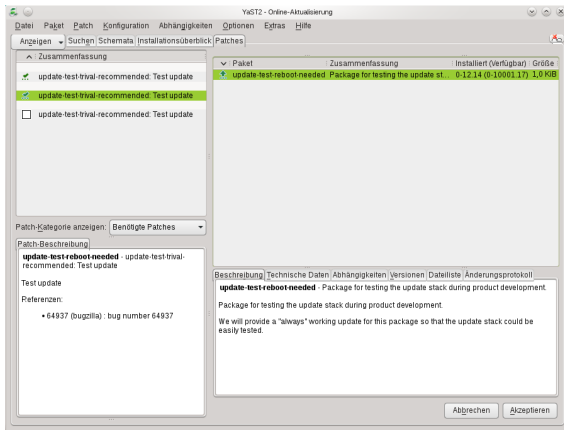 YaST2 - Online-Aktualisierung
Datei Paket Patch Konfiguration Abhängigkeiten Optionen Extras Hilfe
Anzeigen Suchen Schemata Installationsüberblick Patches
Zusammenfassung
update-test-trival-recommended: Test update
update-test-trival-recommended: Test update
update-test-trival-recommended: Test update
Patch-Kategorie anzeigen: Benötigte Patches
Patch-Beschreibung
update-test-reboot-needed - update-test-trival-
recommended: Test update
Test update
Referenzen:
• 64937 (bugzilla) : bug number 64937
Paket Zusammenfassung Installiert (Verfügbar) Größe
update-test-reboot-needed Package for testing the update st... 0-12.14 (0-10001.17) 1,0 KiB
Beschreibung Technische Daten Abhängigkeiten Versionen Dateiliste Änderungsprotokoll
update-test-reboot-needed - Package for testing the update stack during product development.
Package for testing the update stack during product development.
We will provide a "always" working update for this package so that the update stack could be
easily tested.
Abbrechen Akzeptieren